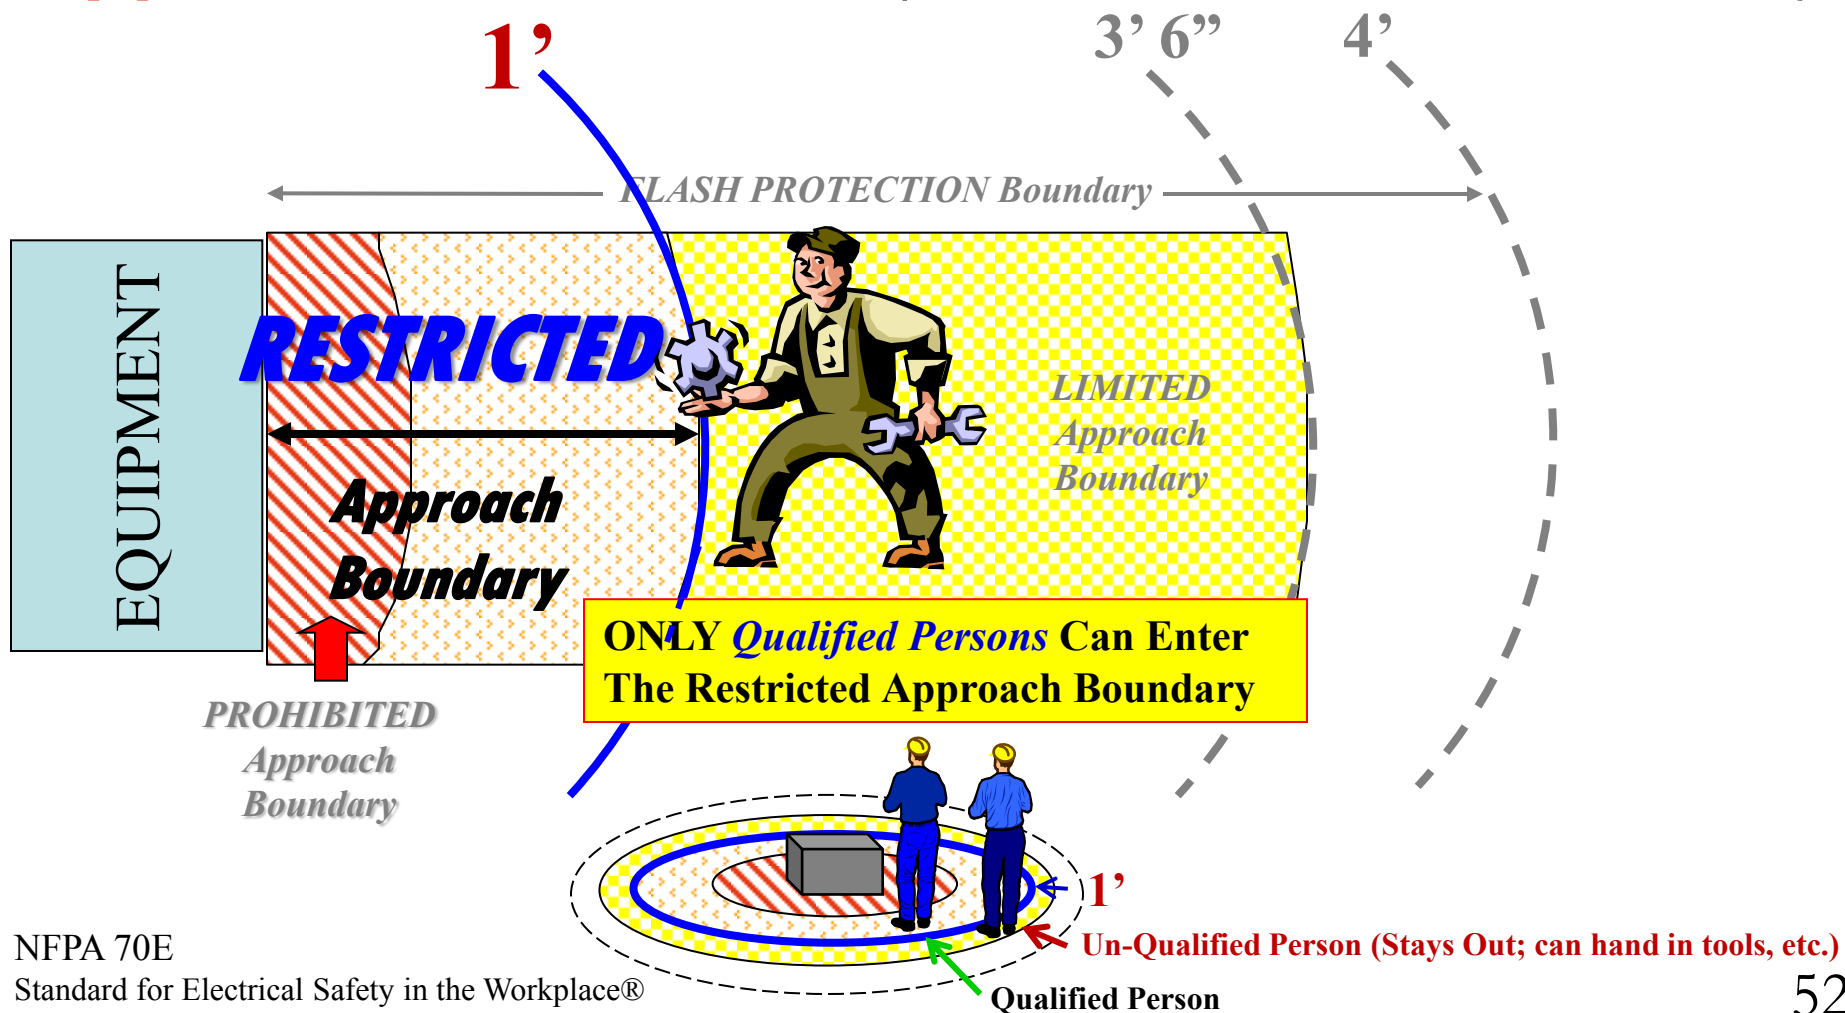 1’
3’ 6”
4’
FLASH PROTECTION Boundary
EQUIPMENT
RESTRICTED
Approach
Boundary
LIMITED
Approach
Boundary
ONLY Qualified Persons Can Enter
The Restricted Approach Boundary
PROHIBITED
Approach
Boundary
1’
Un-Qualified Person (Stays Out; can hand in tools, etc.)
Qualified Person
NFPA 70E
Standard for Electrical Safety in the Workplace®
52